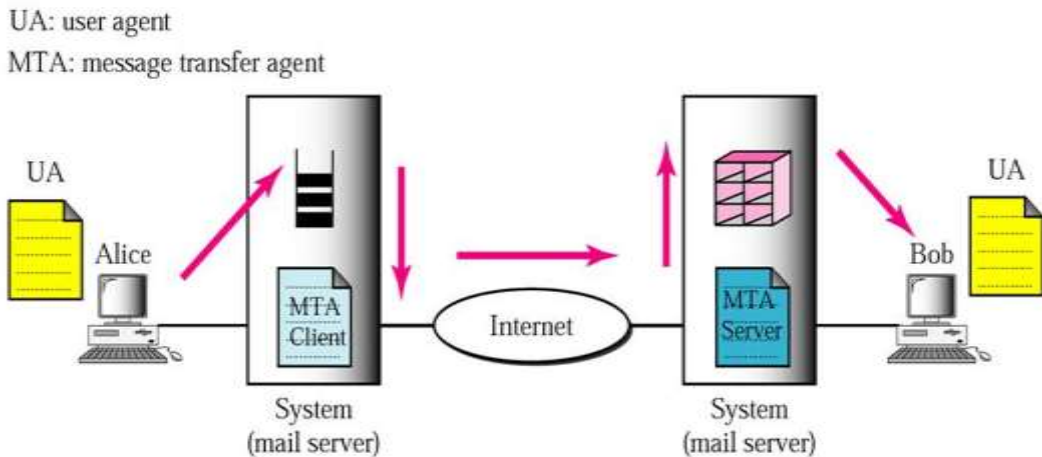 UA: user agent
MTA: message transfer agent
UA
Alice
MTA
Client
System
(mail server)
Internet
MTA
Server
System
(mail server)
Bob
UA